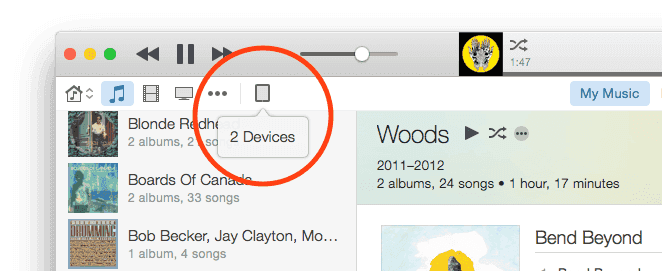 1:47
My Music
2 Devices
Blonde Redhe
2 albums, 2
Boards Of Canada
2 albums, 33 songs
Bob Becker, Jay Clayton, Mo...
1 album, 4 songs
DRUMMING
Woods
2011–2012
2 albums, 24 songs • 1 hour, 17 minutes
Bend Beyond